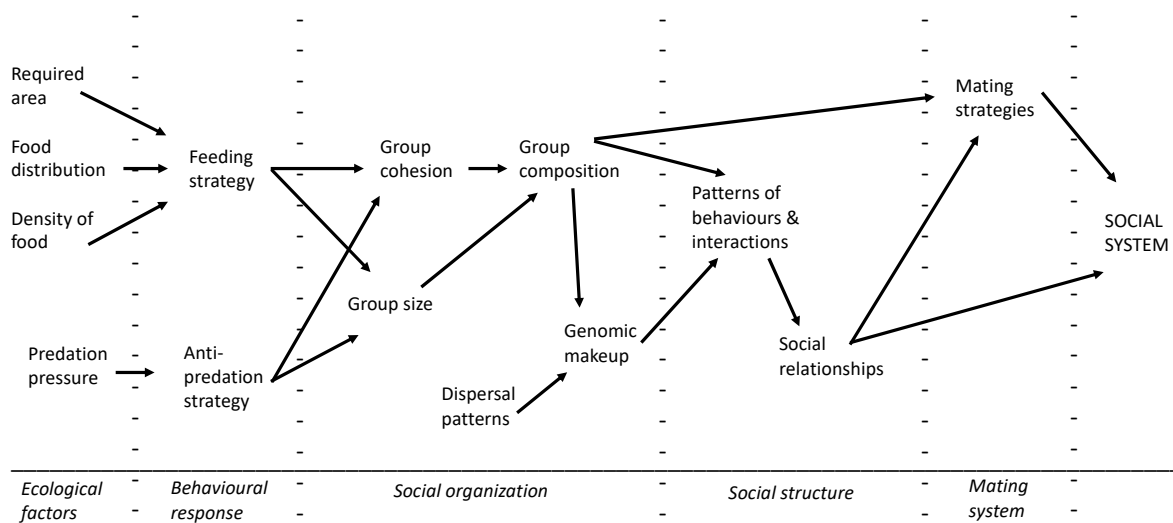 Required
area
Food
distribution
Density of
food
Predation
pressure
Feeding
strategy
Anti-
predation
strategy
Group
cohesion
Group size
Dispersal
patterns
Group
composition
Genomic
makeup
Patterns of
behaviours &
interactions
Social
relationships
Mating
strategies
SOCIAL
SYSTEM
Ecological
factors
Behavioural
response
Social organization
Social structure
Mating
system